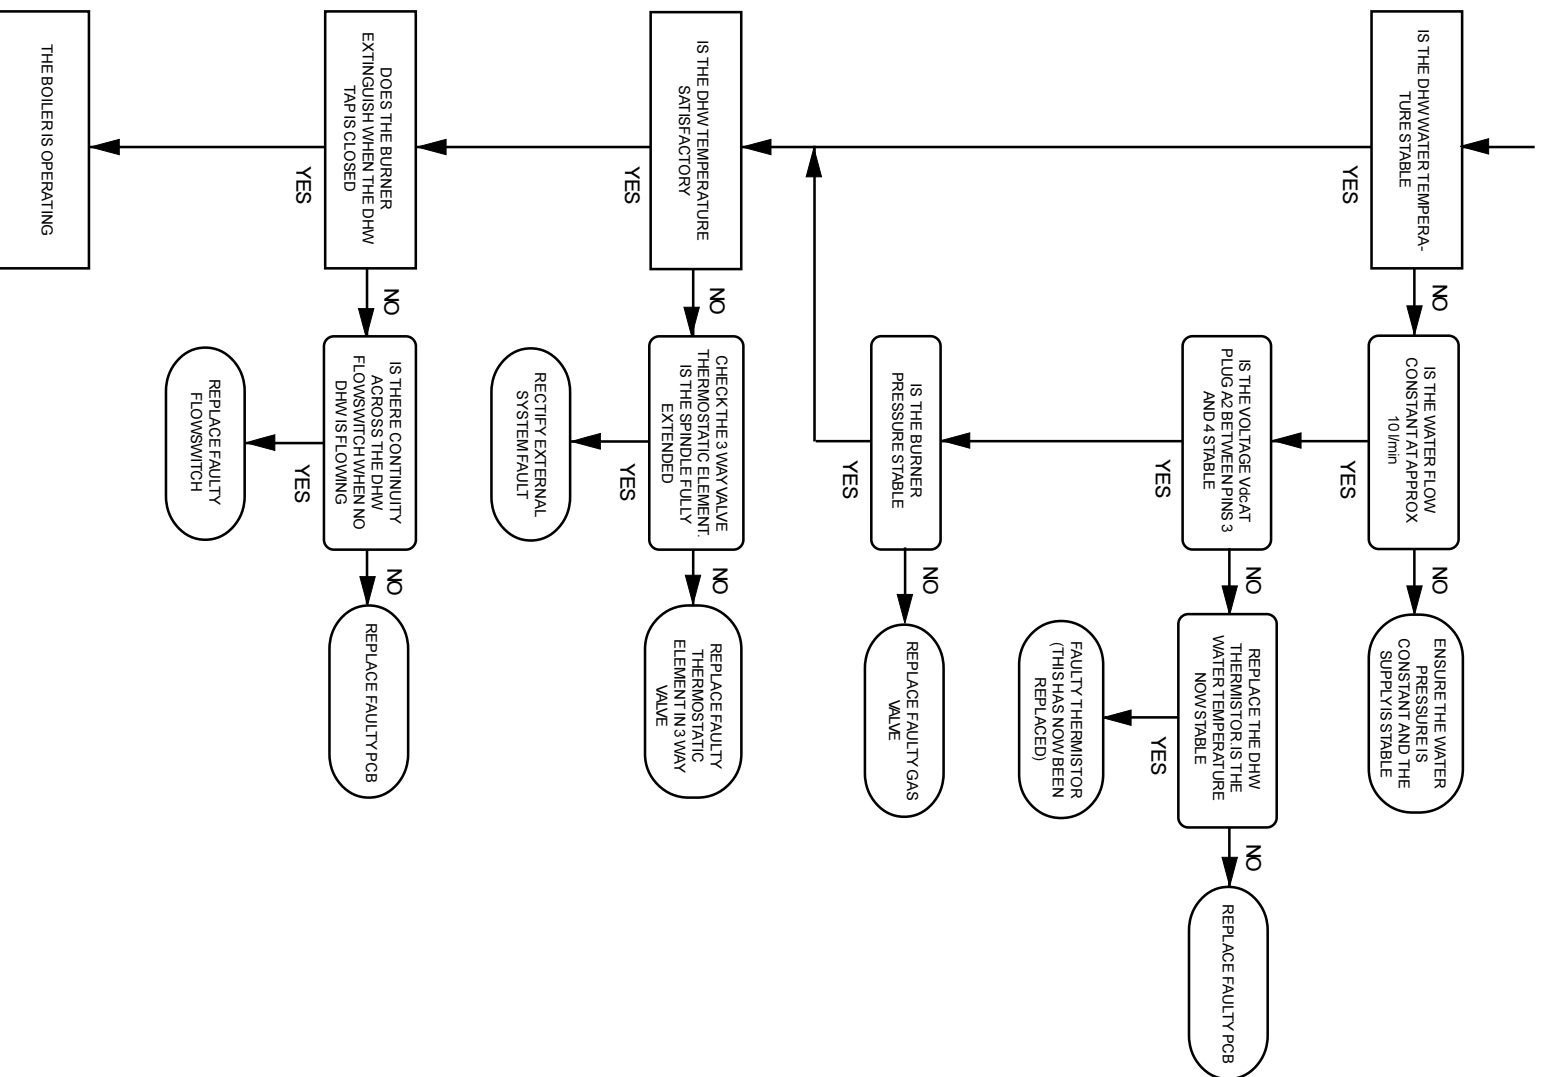 IS THE DHW WATER TEMPERA-
TURE STABLE
YES
NO
IS THE WATER FLOW
CONSTANT AT APPROX
10 l/min
YES
NO
ENSURE THE WATER
PRESSURE IS
CONSTANT AND THE
SUPPLY IS STABLE
IS THE VOLTAGE Vdc AT
PLUG A2 BETWEEN PINS 3
AND 4 STABLE
YES
NO
REPLACE THE DHW
THERMISTOR. IS THE
WATER TEMPERATURE
NOW STABLE
YES
NO
REPLACE FAULTY PCB
FAULTY THERMISTOR
(THIS HAS NOW BEEN
REPLACED)
IS THE BURNER
PRESSURE STABLE
YES
NO
REPLACE FAULTY GAS
VALVE
IS THE DHW TEMPERATURE
SATISFACTORY
YES
NO
CHECK THE 3 WAY VALVE
THERMOSTATIC ELEMENT.
IS THE SPINDLE FULLY
EXTENDED
YES
NO
REPLACE FAULTY
THERMOSTATIC
ELEMENT IN 3 WAY
VALVE
RECTIFY EXTERNAL
SYSTEM FAULT
DOES THE BURNER
EXTINGUISH WHEN THE DHW
TAP IS CLOSED
YES
NO
IS THERE CONTINUITY
ACROSS THE DHW
FLOWSWITCH WHEN NO
DHW IS FLOWING
YES
NO
REPLACE FAULTY PCB
REPLACE FAULTY
FLOWSWITCH
THE BOILER IS OPERATING